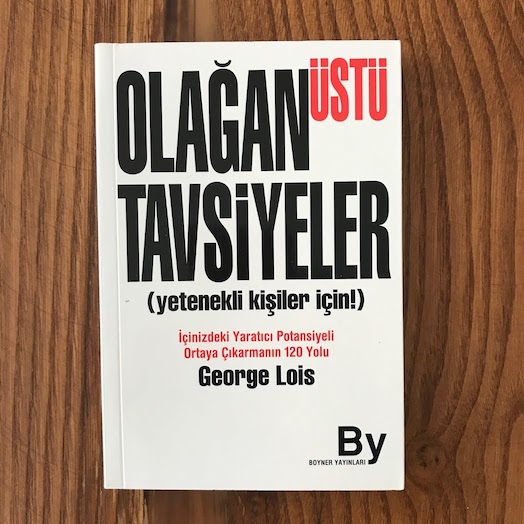 OLAĞANÜSTÜ
TAVSİYELER
(yetenekli kişiler için!)
İçinizdeki Yaratıcı Potansiyeli
Ortaya Çıkarmanın 120 Yolu
George Lois
By
BOYNER YAYINLARI